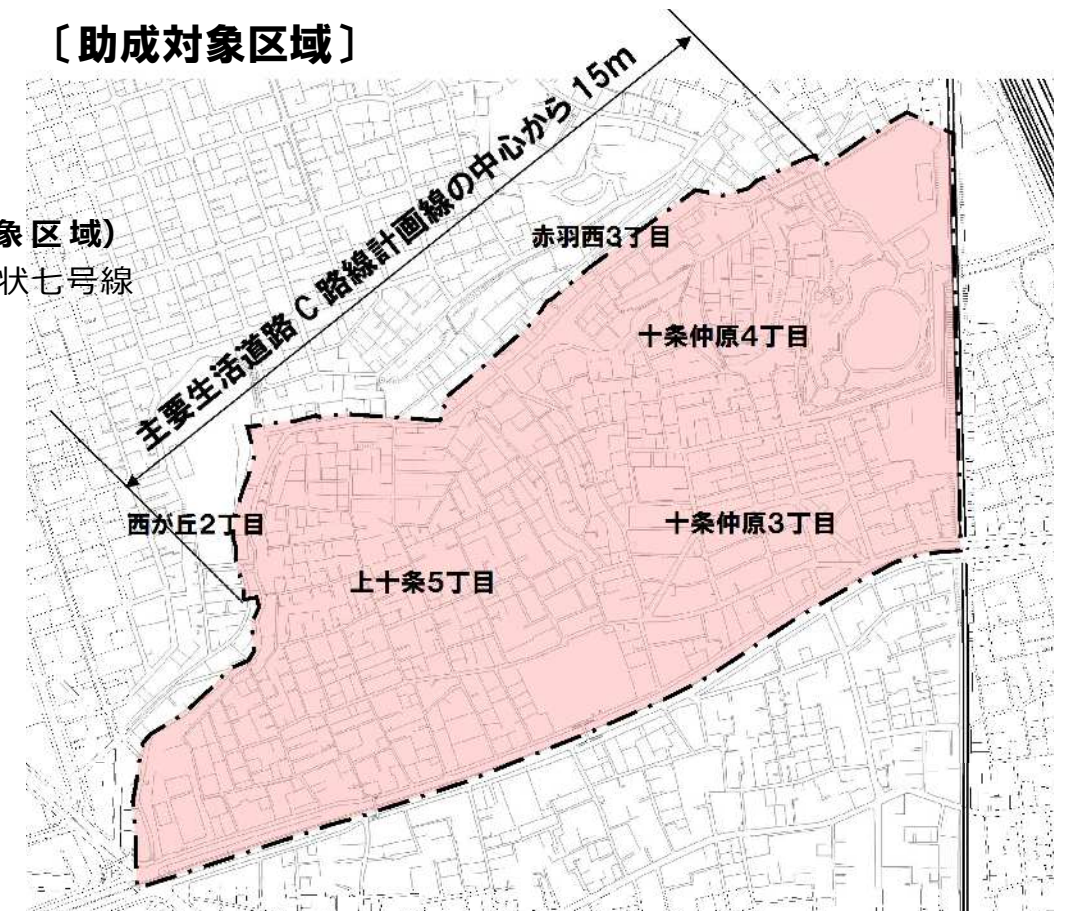 〔助成対象区域〕
主要生活道路C路線計画線の中心から15m
象区域）
状七号線
赤羽西3丁目
十条仲原4丁目
西が丘2丁目
十条仲原3丁目
上十条5丁目